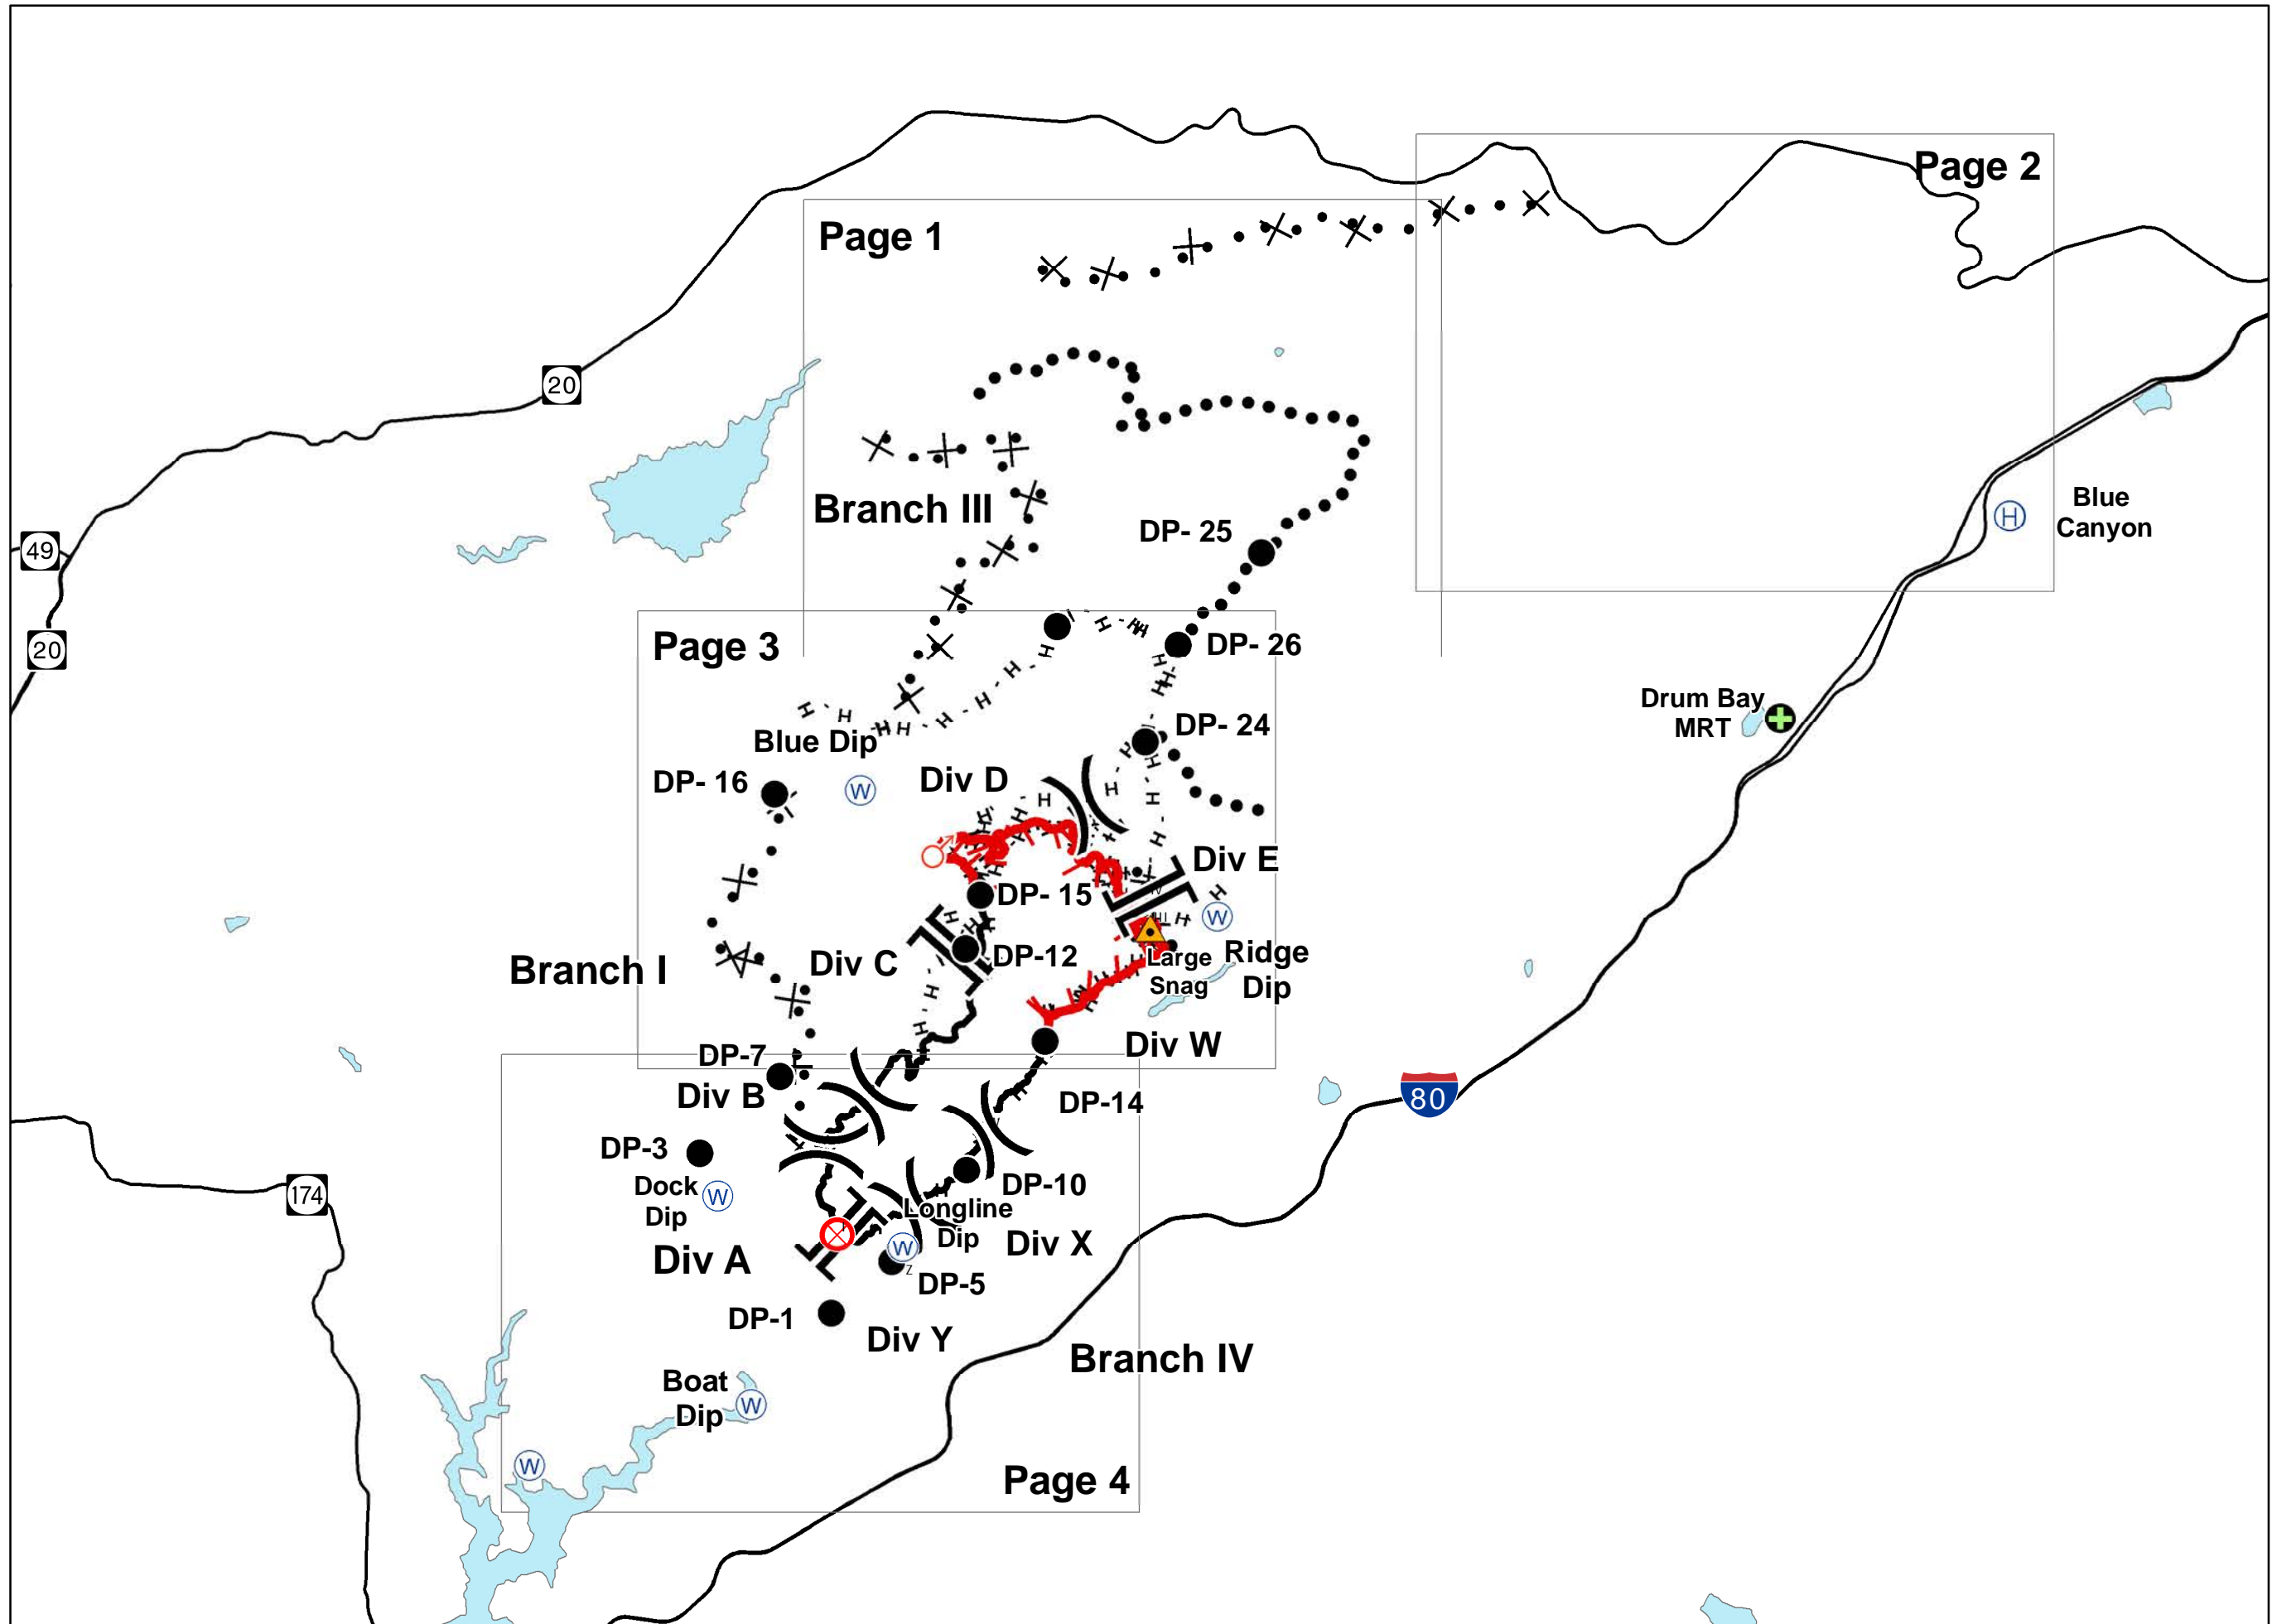 Page 2
Page 1
20
Branch III
49
DP- 25
Blue
Canyon
H
20
Page 3
DP- 26
Drum Bay
MRT
Blue Dip
DP- 24
DP- 16
W
Div D
Div E
DP- 15
W
Branch I
Div C
DP-12
Large
Snag
Ridge
Dip
Div W
DP-7
Div B
DP-14
80
DP-3
Dock
Dip
W
174
DP-10
Longline
Dip
W
Div A
Div X
DP-5
DP-1
Div Y
Branch IV
Boat
Dip
W
W
Page 4